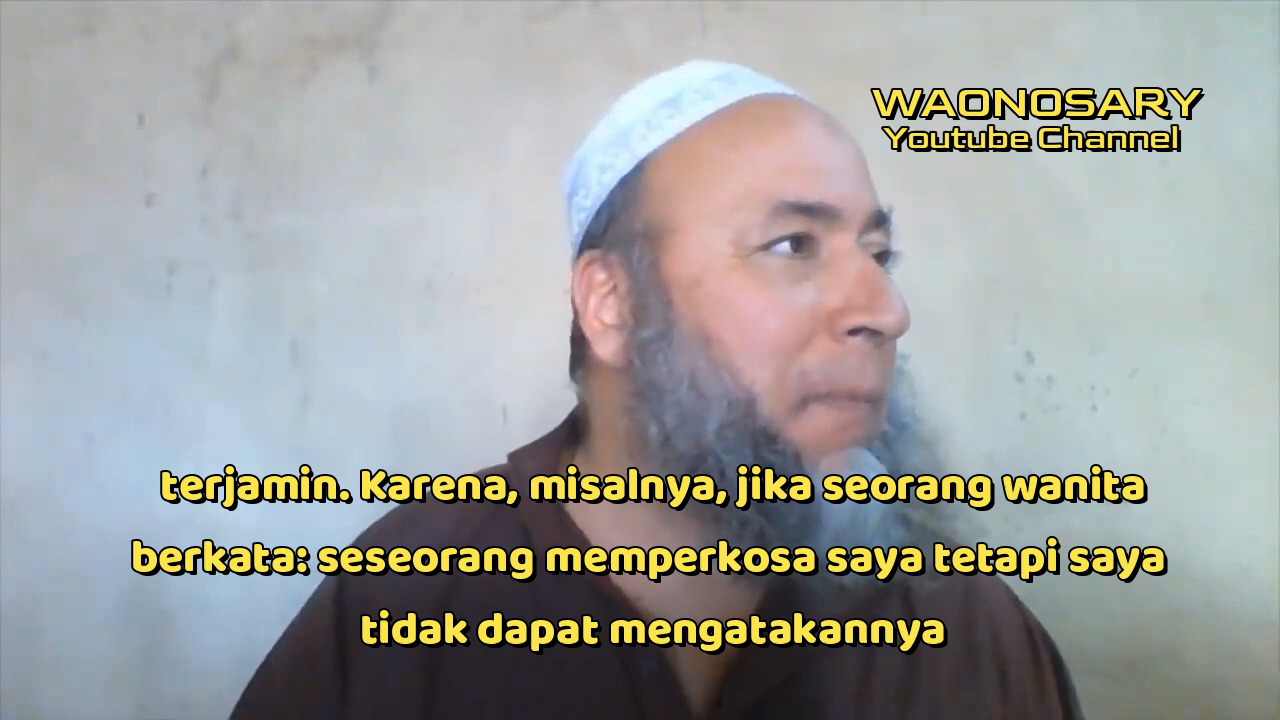 WAONOSARY
Youtube Channel
terjamin. Karena, misalnya, jika seorang wanita
berkata: seseorang memperkosa saya tetapi saya
tidak dapat mengatakannya